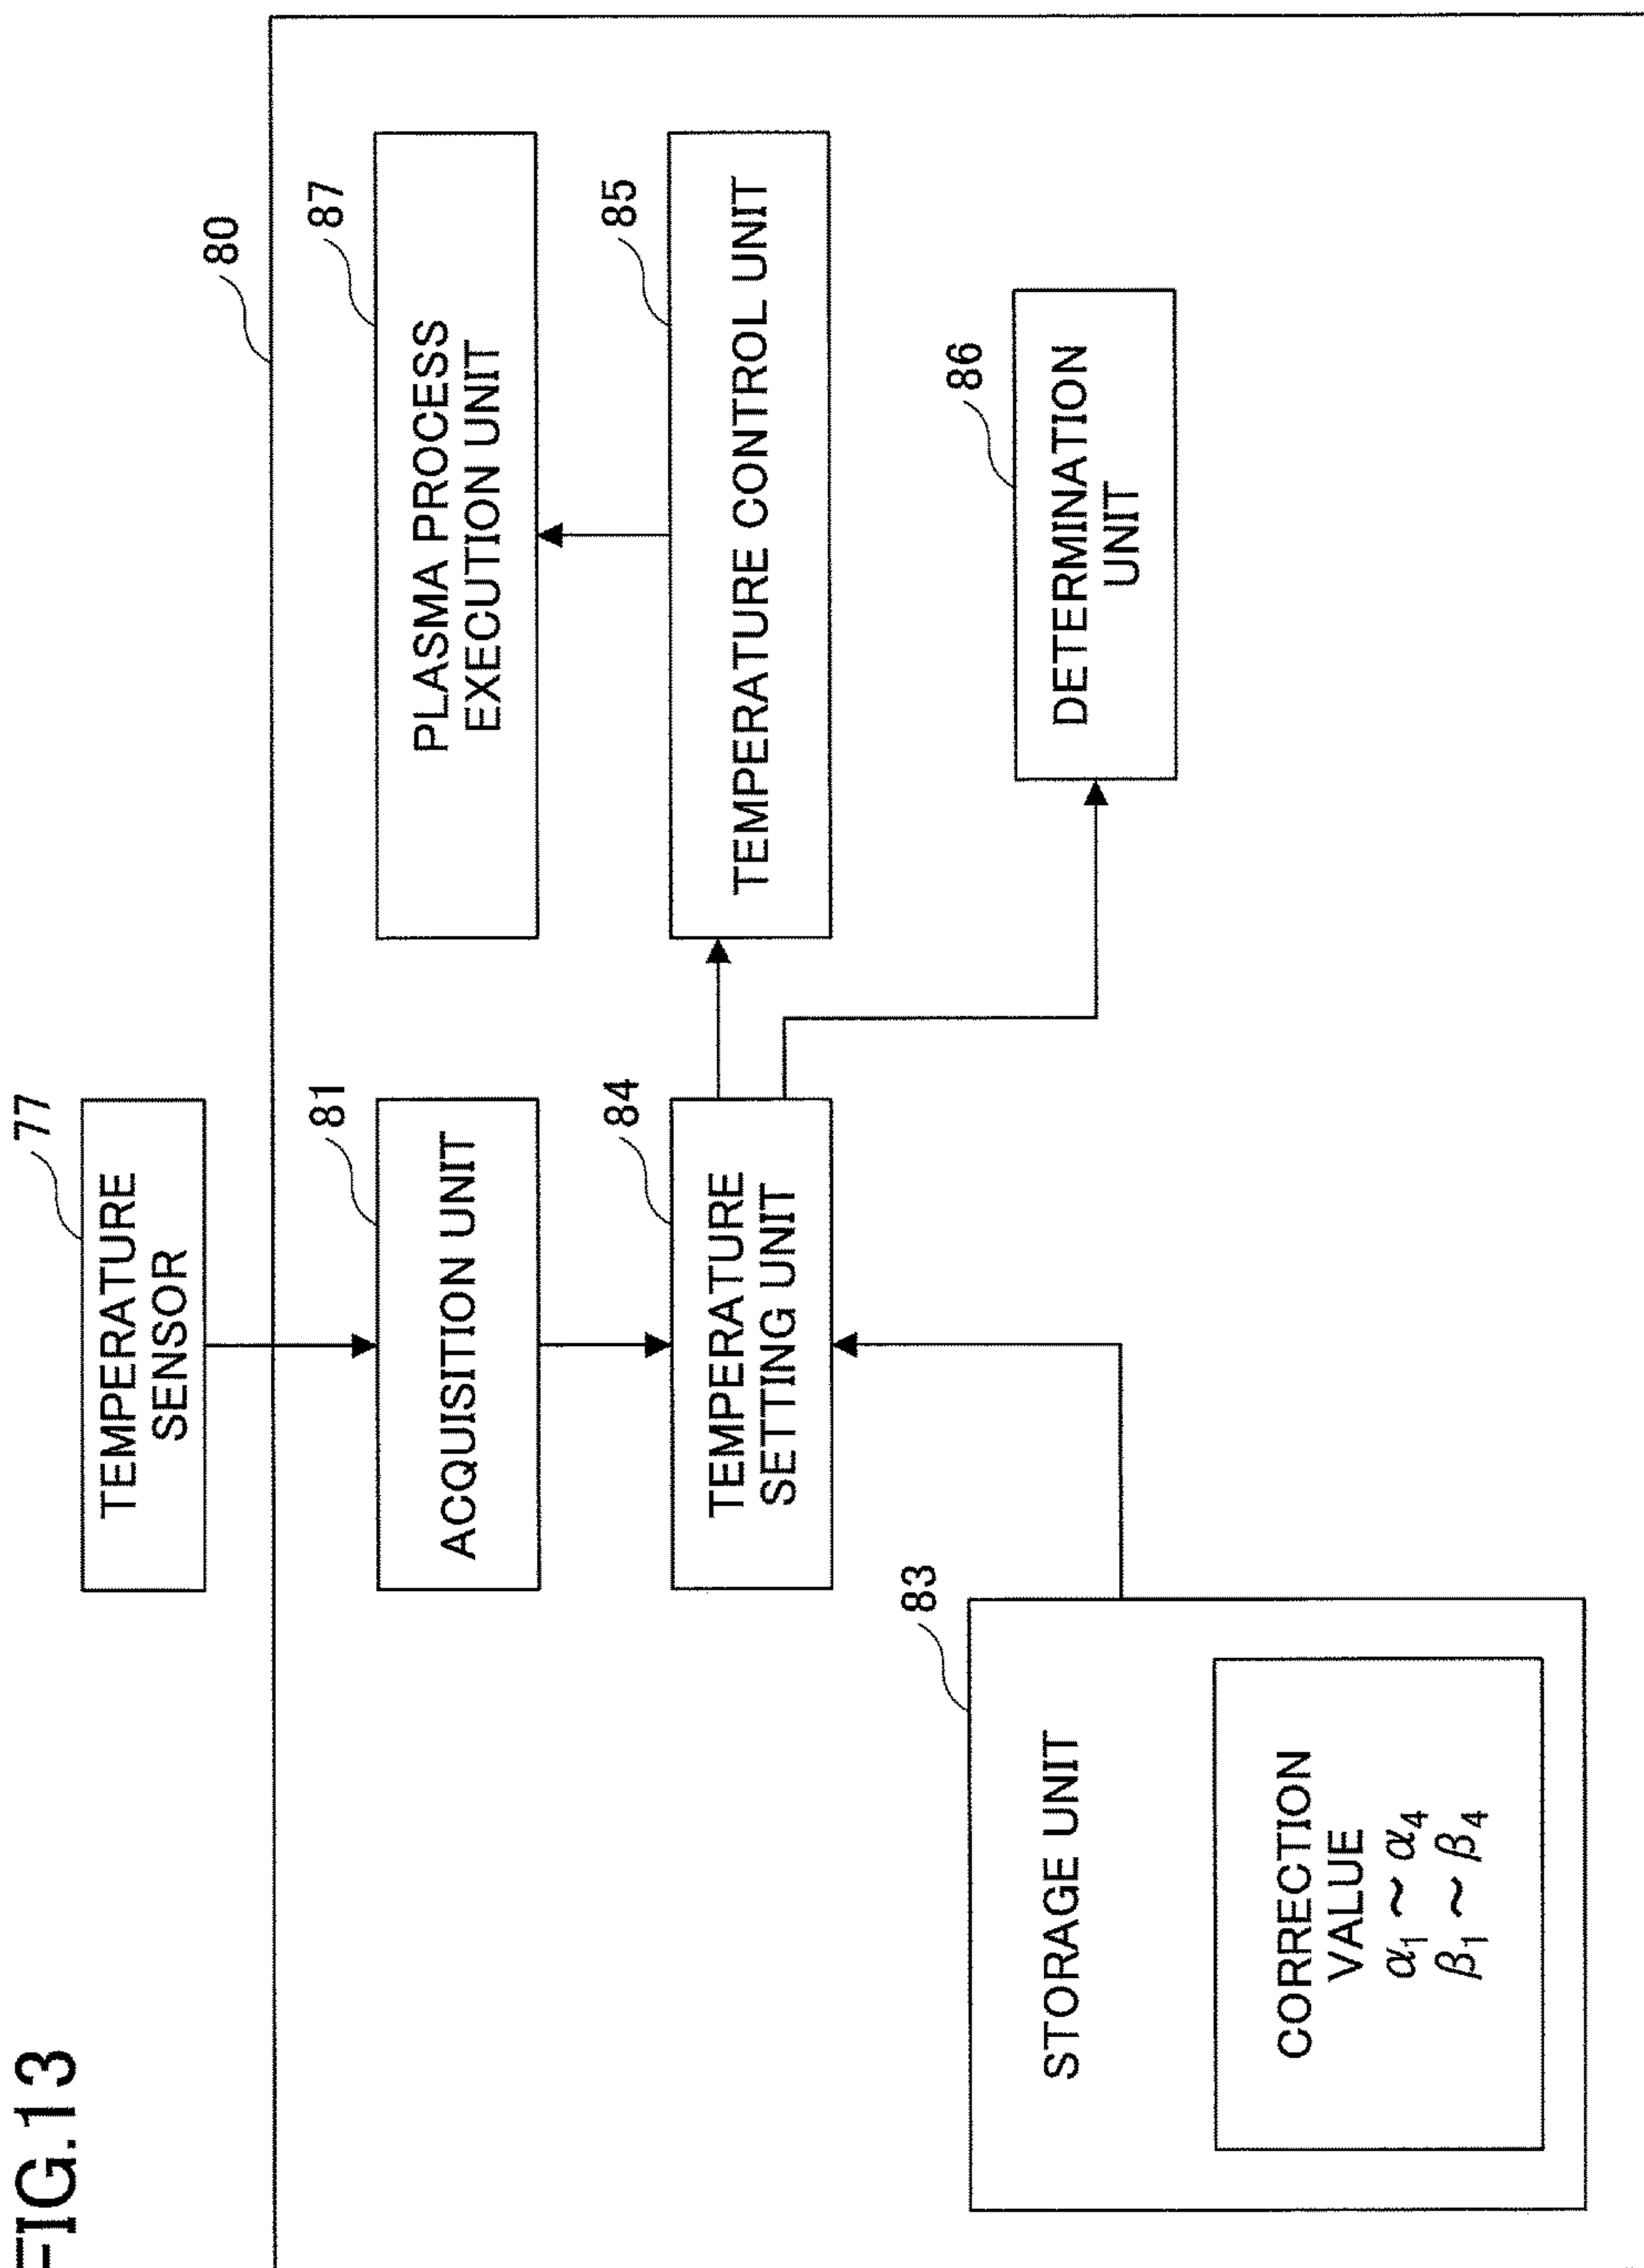 FIG.13
77
TEMPERATURE
SENSOR
80
81
ACQUISITION UNIT
87
PLASMA PROCESS
EXECUTION UNIT
84
TEMPERATURE
SETTING UNIT
85
TEMPERATURE CONTROL UNIT
83
STORAGE UNIT
CORRECTION
VALUE
α₁ ~ α₄
β₁ ~ β₄
86
DETERMINATION
UNIT